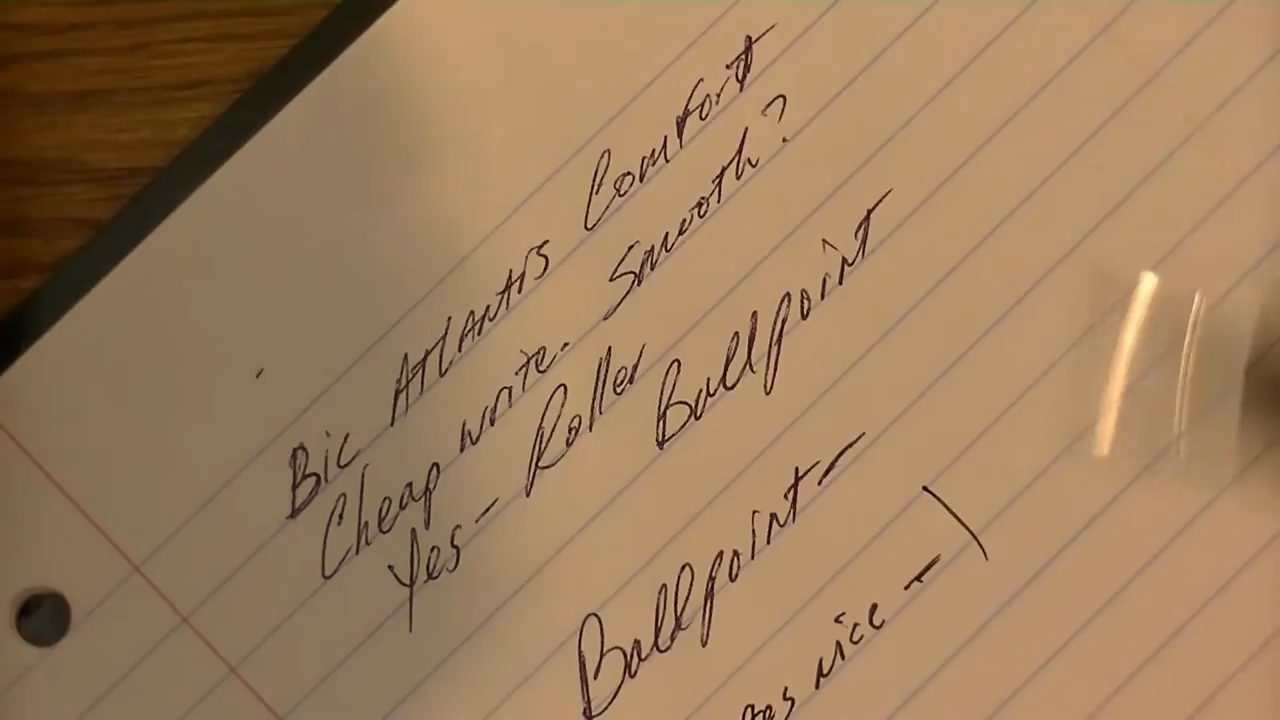 Bic Atlantis Comfort
Cheap write. Smooth?
Yes - Roller Ballpoint
Ballpoint -
nice -